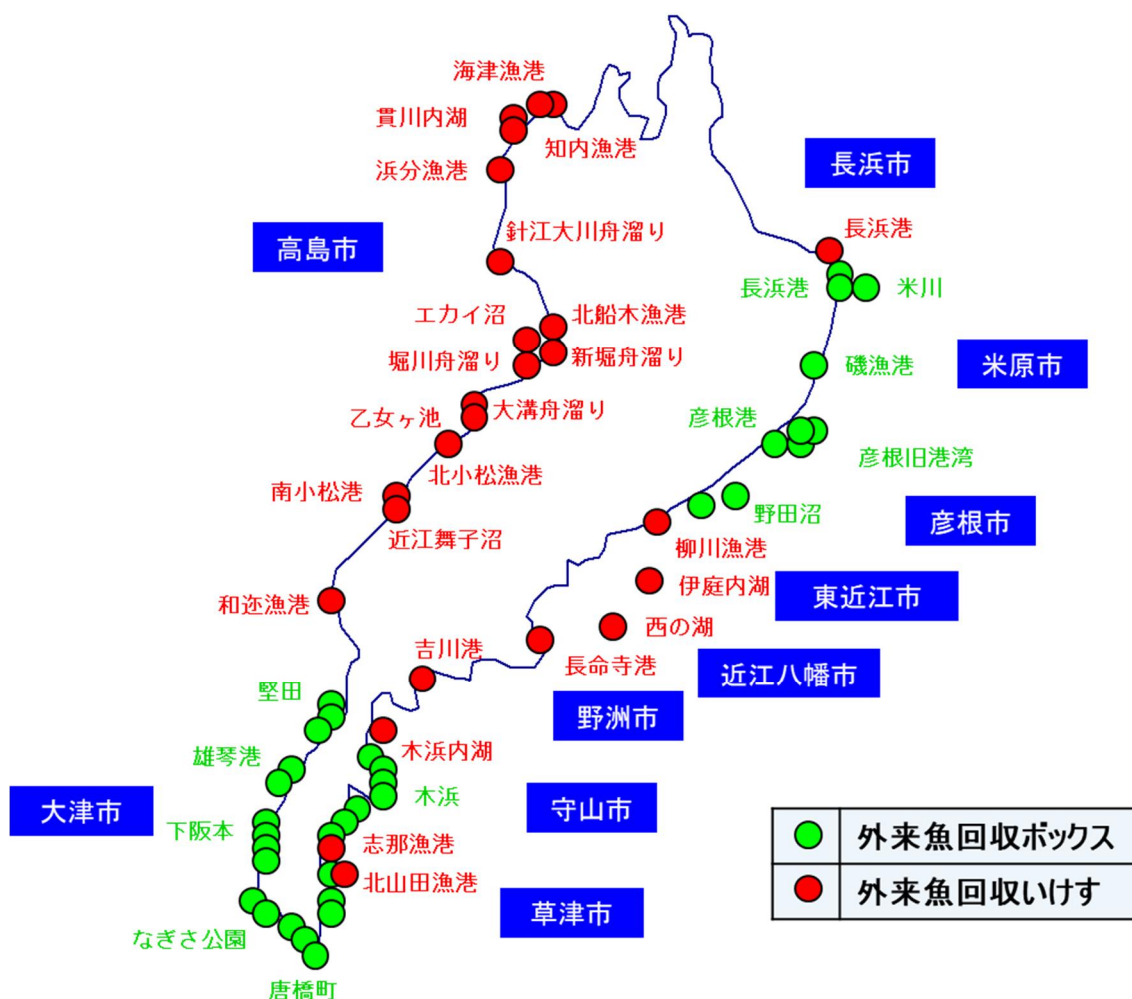 海津漁港
貫川内湖
知内漁港
浜分漁港
長浜市
高島市
針江大川舟溜り
長浜港
長浜港
米川
エカイ沼
北船木漁港
堀川舟溜り
新堀舟溜り
磯漁港
米原市
乙女ヶ池
大溝舟溜り
彦根港
彦根旧港湾
北小松漁港
南小松港
近江舞子沼
野田沼
彦根市
柳川漁港
伊庭内湖
東近江市
和迩漁港
西の湖
吉川港
長命寺港
近江八幡市
堅田
野洲市
木浜内湖
雄琴港
木浜
守山市
大津市
下阪本
志那漁港
北山田漁港
草津市
なぎさ公園
唐橋町
外来魚回収ボックス
外来魚回収いけす